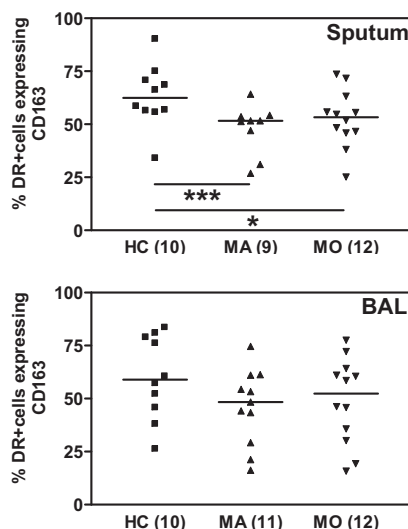 Sputum
% DR+cells expressing
CD163
100
75
50
25
0
***
*
HC (10) MA (9) MO (12)
BAL
% DR+cells expressing
CD163
100
75
50
25
0
HC (10) MA (11) MO (12)